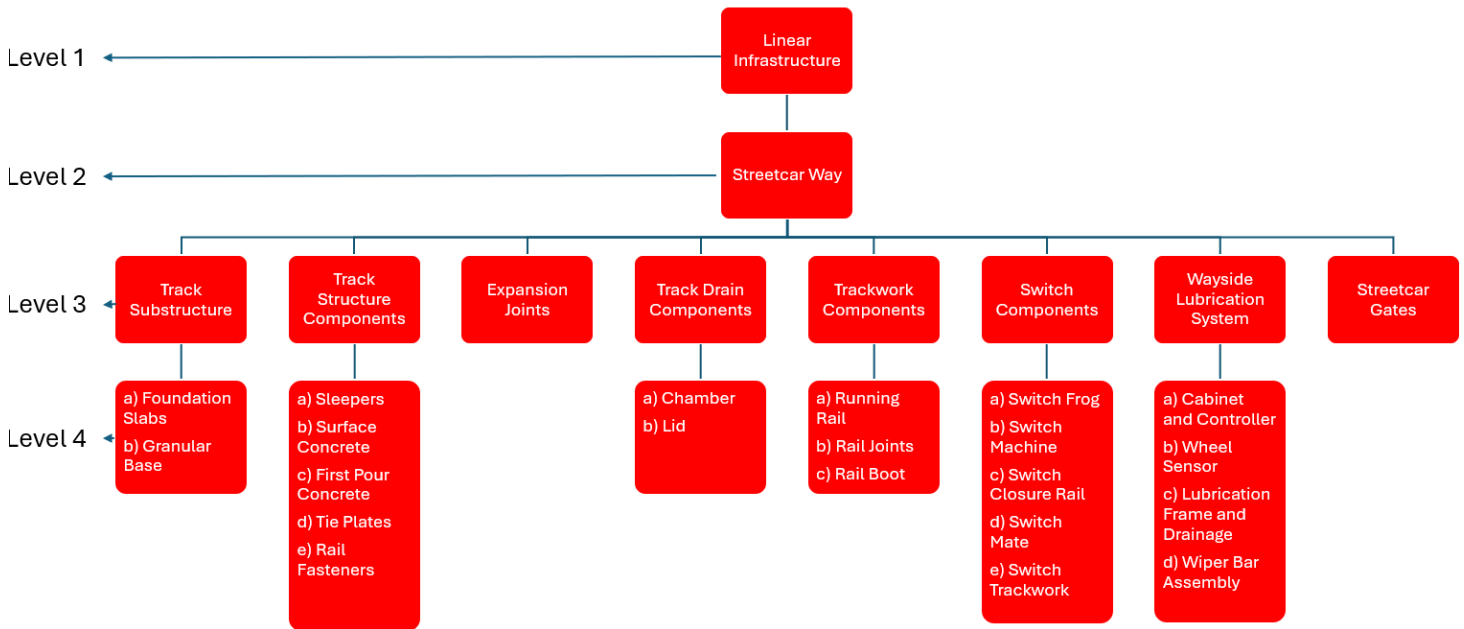 Level 1
Linear
Infrastructure
Level 2
Streetcar Way
Level 3
Track
Substructure
Track
Structure
Components
Expansion
Joints
Track Drain
Components
Trackwork
Components
Switch
Components
Wayside
Lubrication
System
Streetcar
Gates
Level 4
a) Foundation
Slabs
b) Granular
Base
a) Sleepers
b) Surface
Concrete
c) First Pour
Concrete
d) Tie Plates
e) Rail
Fasteners
a) Chamber
b) Lid
a) Running
Rail
b) Rail Joints
c) Rail Boot
a) Switch Frog
b) Switch
Machine
c) Switch
Closure Rail
d) Switch
Mate
e) Switch
Trackwork
a) Cabinet
and Controller
b) Wheel
Sensor
c) Lubrication
Frame and
Drainage
d) Wiper Bar
Assembly